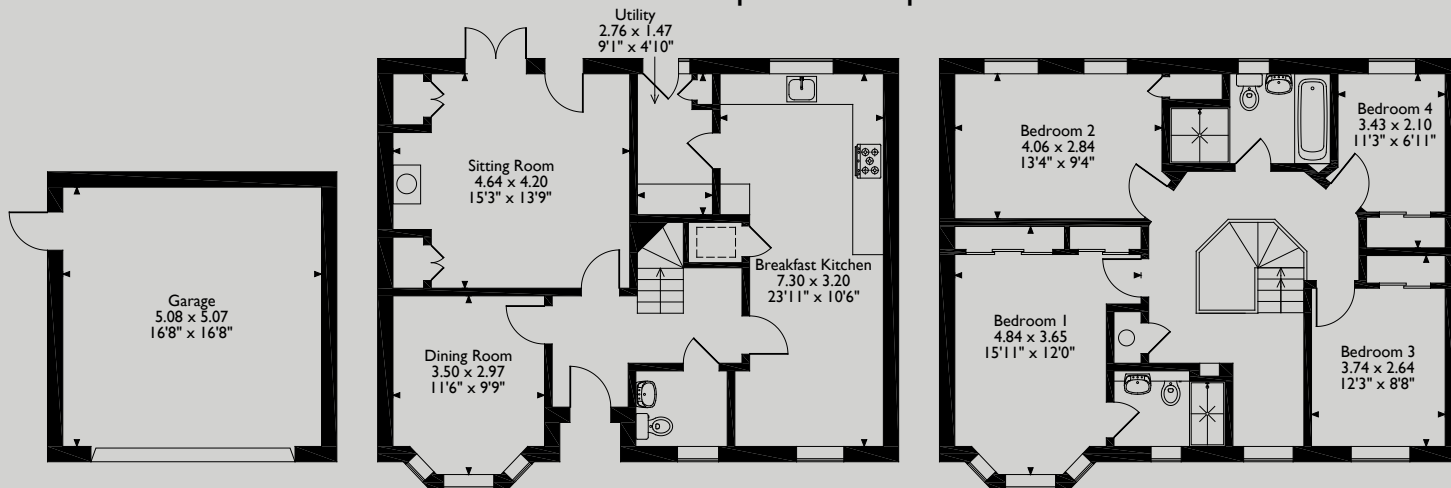 Utility
2.76 x 1.47
9'1" x 4'10"
Sitting Room
4.64 x 4.20
15'3" x 13'9"
Garage
5.08 x 5.07
16'8" x 16'8"
Dining Room
3.50 x 2.97
11'6" x 9'9"
Breakfast Kitchen
7.30 x 3.20
23'11" x 10'6"
Bedroom 2
4.06 x 2.84
13'4" x 9'4"
Bedroom 4
3.43 x 2.10
11'3" x 6'11"
Bedroom 1
4.84 x 3.65
15'11" x 12'0"
Bedroom 3
3.74 x 2.64
12'3" x 8'8"